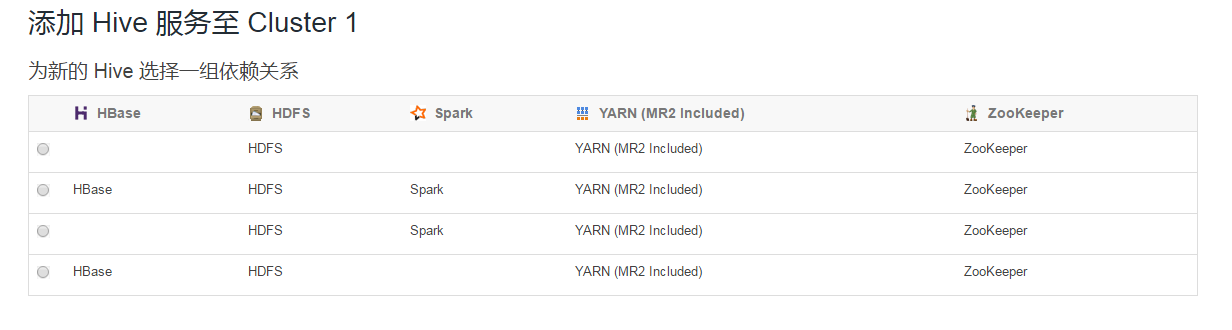 添加 Hive 服务至 Cluster 1
为新的 Hive 选择一组依赖关系
HBase HDFS Spark YARN (MR2 Included) ZooKeeper
HDFS YARN (MR2 Included) ZooKeeper
HBase HDFS Spark YARN (MR2 Included) ZooKeeper
HDFS Spark YARN (MR2 Included) ZooKeeper
HBase HDFS YARN (MR2 Included) ZooKeeper